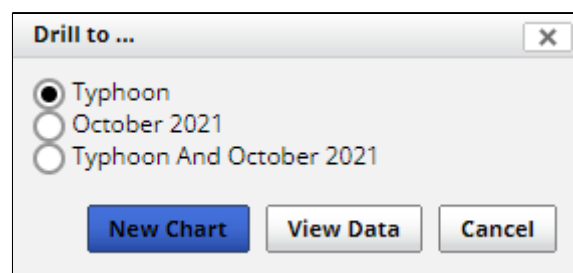 Drill to ...
Typhoon
October 2021
Typhoon And October 2021
New Chart View Data Cancel